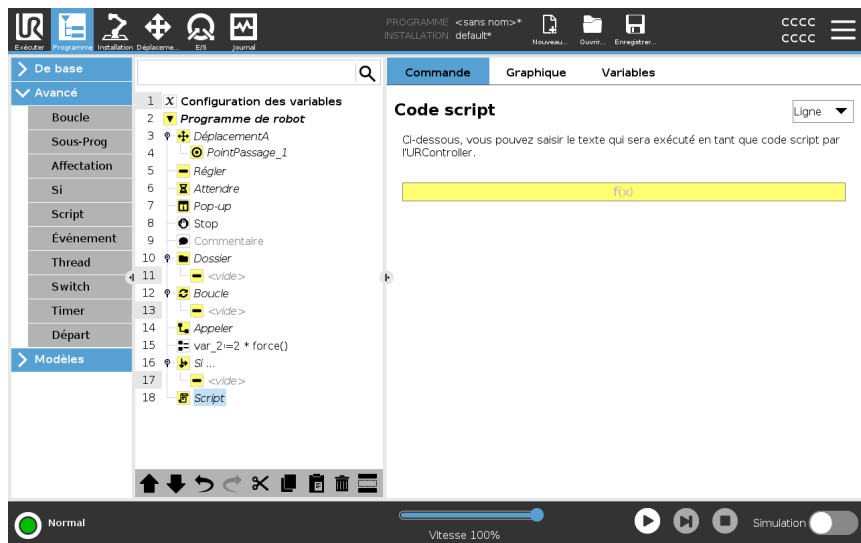 UR
Exécuter
Programme
Installation
Déplaceme...
E/S
Journal
PROGRAMME <sans nom>*
INSTALLATION default*
Nouveau...
Ouvrir...
Enregistrer...
CCCC
CCCC
De base
Avancé
Boucle
Sous-Prog
Affectation
Si
Script
Événement
Thread
Switch
Timer
Départ
Modèles
1 X Configuration des variables
2 Programme de robot
3 DéplacementA
4 PointPassage_1
5 Régler
6 Attendre
7 Pop-up
8 Stop
9 Commentaire
10 Dossier
11 <vide>
12 Boucle
13 <vide>
14 Appeler
15 var_2≔2 * force()
16 Si ...
17 <vide>
18 Script
Commande Graphique Variables
Code script
Ligne
Ci-dessous, vous pouvez saisir le texte qui sera exécuté en tant que code script par
l'URController.
f(x)
Normal
Vitesse 100%
Simulation